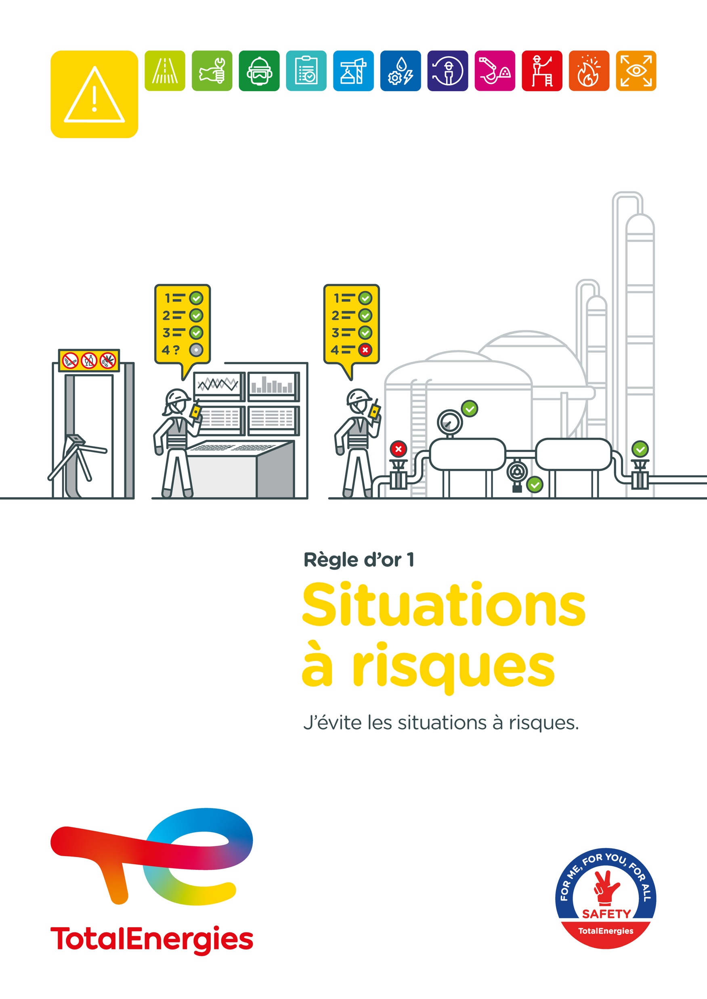 1
2
3
4 ?
1
2
3
4
Règle d’or 1
Situations
à risques
J’évite les situations à risques.
TotalEnergies
FOR ME, FOR YOU, FOR ALL
SAFETY
TotalEnergies